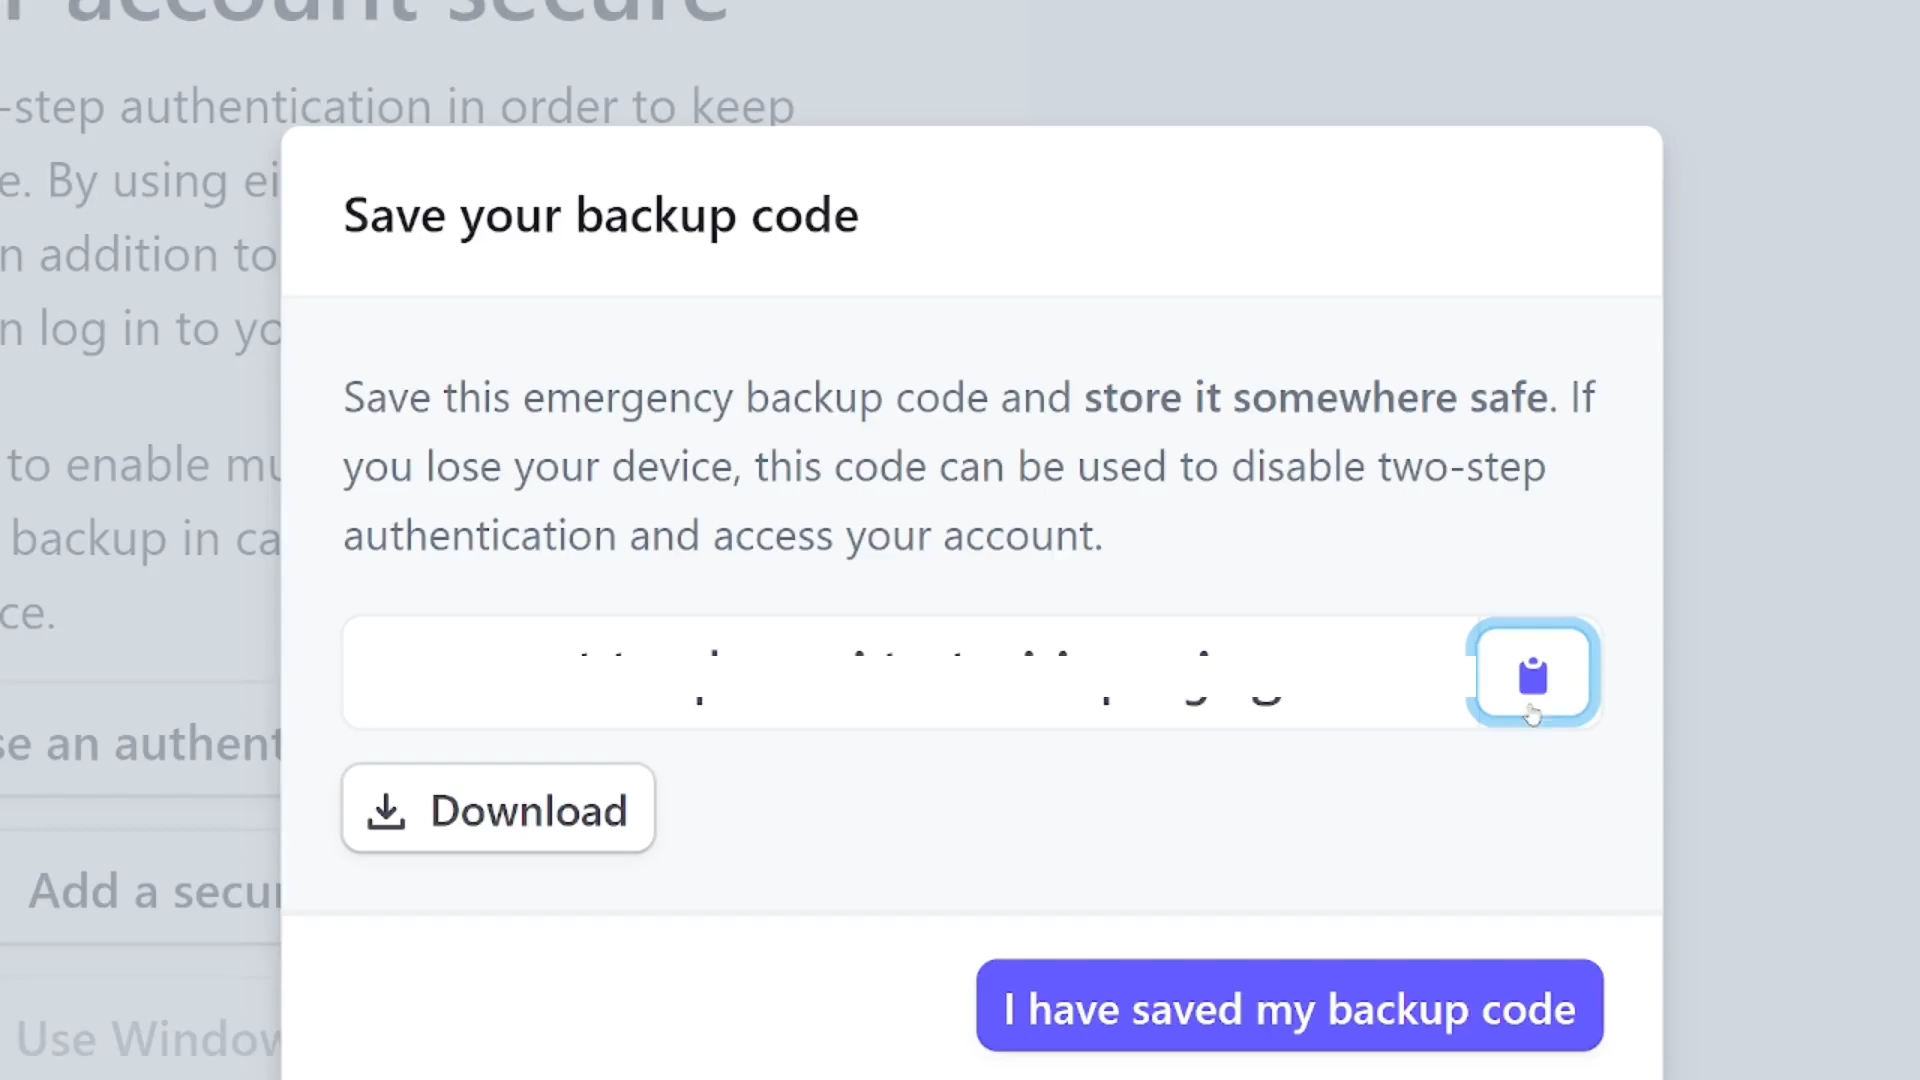 r account secure
-step authentication in order to keep
e. By using ei
n addition to
n log in to yo
to enable mu
backup in ca
ce.
se an authent
Add a secur
Use Window
Save your backup code
Save this emergency backup code and store it somewhere safe. If
you lose your device, this code can be used to disable two-step
authentication and access your account.
Download
I have saved my backup code